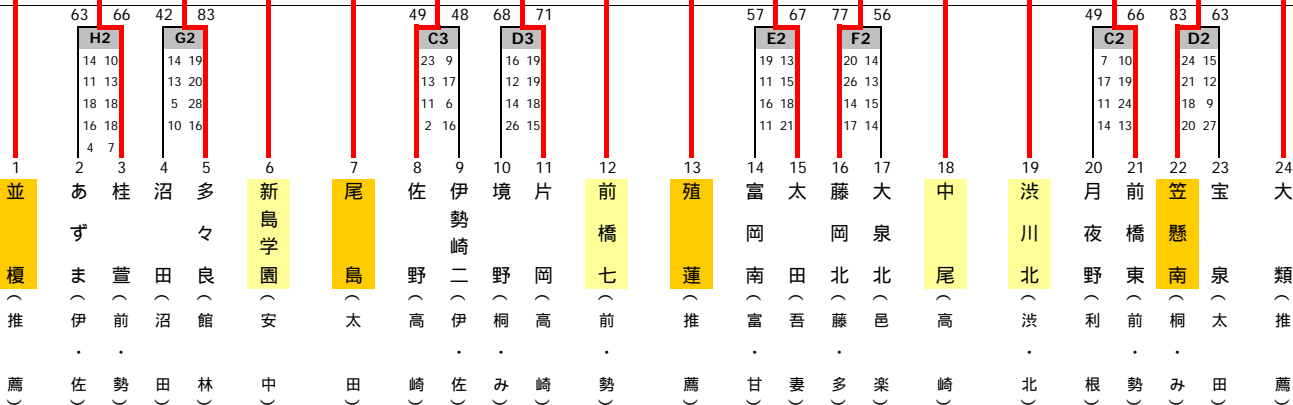 63 66 42 83 49 48 68 71 57 67 77 56 49 66 83 63
H2 G2 C3 D3 E2 F2 C2 D2
14 10 14 19 23 9 16 19 19 13 20 14 7 10 24 15
11 13 13 20 13 17 12 19 11 15 26 13 17 19 21 12
18 18 5 28 11 6 14 18 16 18 14 15 11 24 18 9
16 18 10 16 2 16 26 15 11 21 17 14 14 13 20 27
4 7
1 2 3 4 5 6 7 8 9 10 11 12 13 14 15 16 17 18 19 20 21 22 23 24
並榎(推薦)
あずま(伊・佐)
桂萱(前・勢)
沼田(沼田)
多々良(館林)
新島学園(安中)
尾島(太田)
佐野(高崎)
伊勢崎二(伊・佐)
境野(桐・み)
片岡(高崎)
前橋七(前・勢)
殖蓮(推薦)
富岡南(富・甘)
太田(吾妻)
藤岡北(藤・多)
大泉北(邑楽)
中尾(高崎)
渋川北(渋・北)
月夜野(利根)
前橋東(前・勢)
笠懸南(桐・み)
宝泉(太田)
大類(推薦)